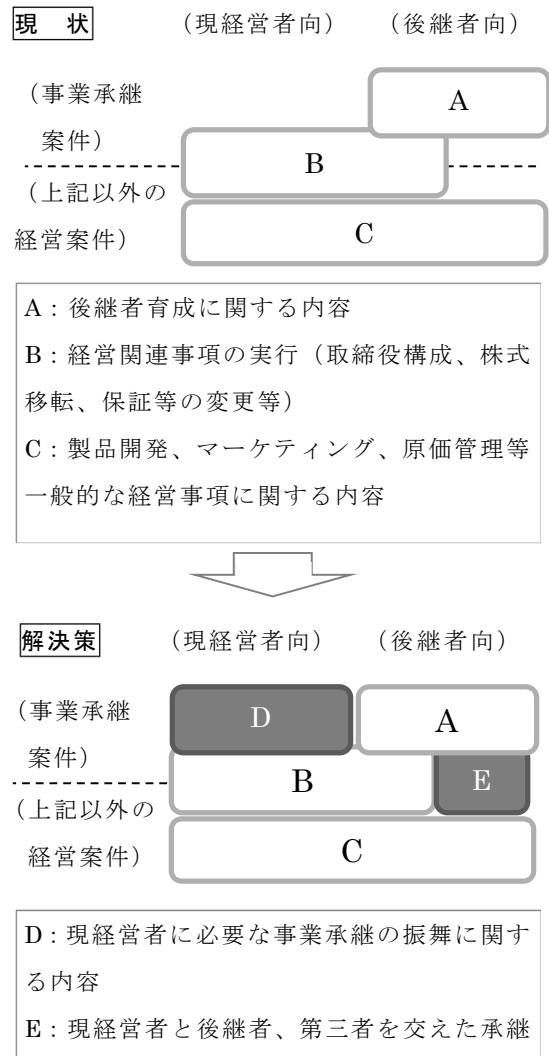 現　状　（現経営者向）　（後継者向）
A
（事業承継
案件）
B
（上記以外の
経営案件）
C
A：後継者育成に関する内容
B：経営関連事項の実行（取締役構成、株式
移転、保証等の変更等）
C：製品開発、マーケティング、原価管理等
一般的な経営事項に関する内容
解決策　（現経営者向）　（後継者向）
（事業承継
案件）
D　A
B　E
（上記以外の
経営案件）
C
D：現経営者に必要な事業承継の振舞に関す
る内容
E：現経営者と後継者、第三者を交えた承継